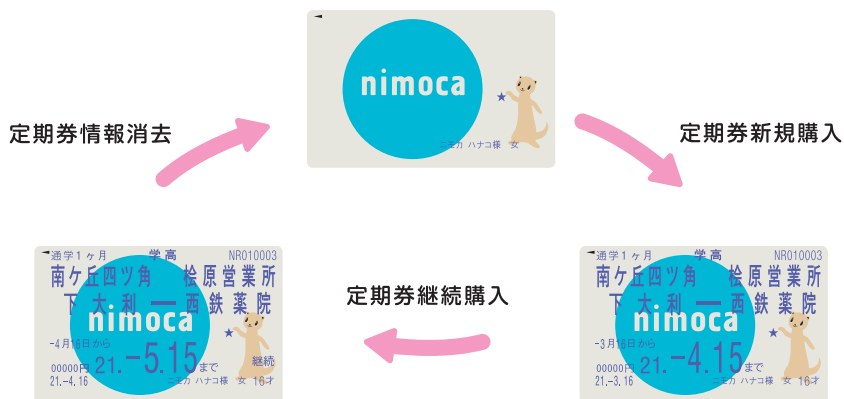 nimoca
ニモカ ハナコ様 女
定期券情報消去
定期券新規購入
通学1ヶ月 学高 NR010003
南ケ丘四ツ角 桧原営業所
下大利 ー 西鉄薬院
nimoca
-4月16日から
00000円 21.-5.15まで 継続
21.-4.16 ニモカ ハナコ様 女 16才
定期券継続購入
通学1ヶ月 学高 NR010003
南ケ丘四ツ角 桧原営業所
下大利 ー 西鉄薬院
nimoca
-3月16日から
00000円 21.-4.15まで
21.-3.16 ニモカ ハナコ様 女 16才